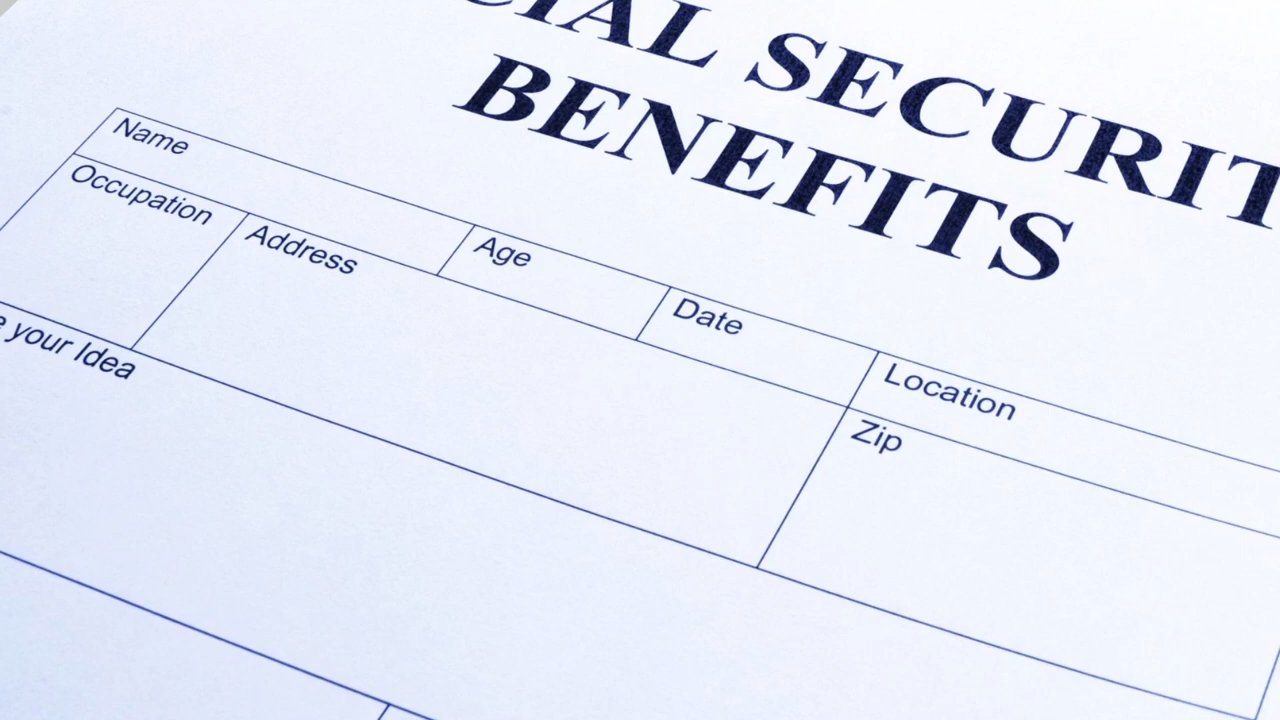 CIAL SECURIT
BENEFITS
Name Age Date Location
Occupation Address Zip
your Idea